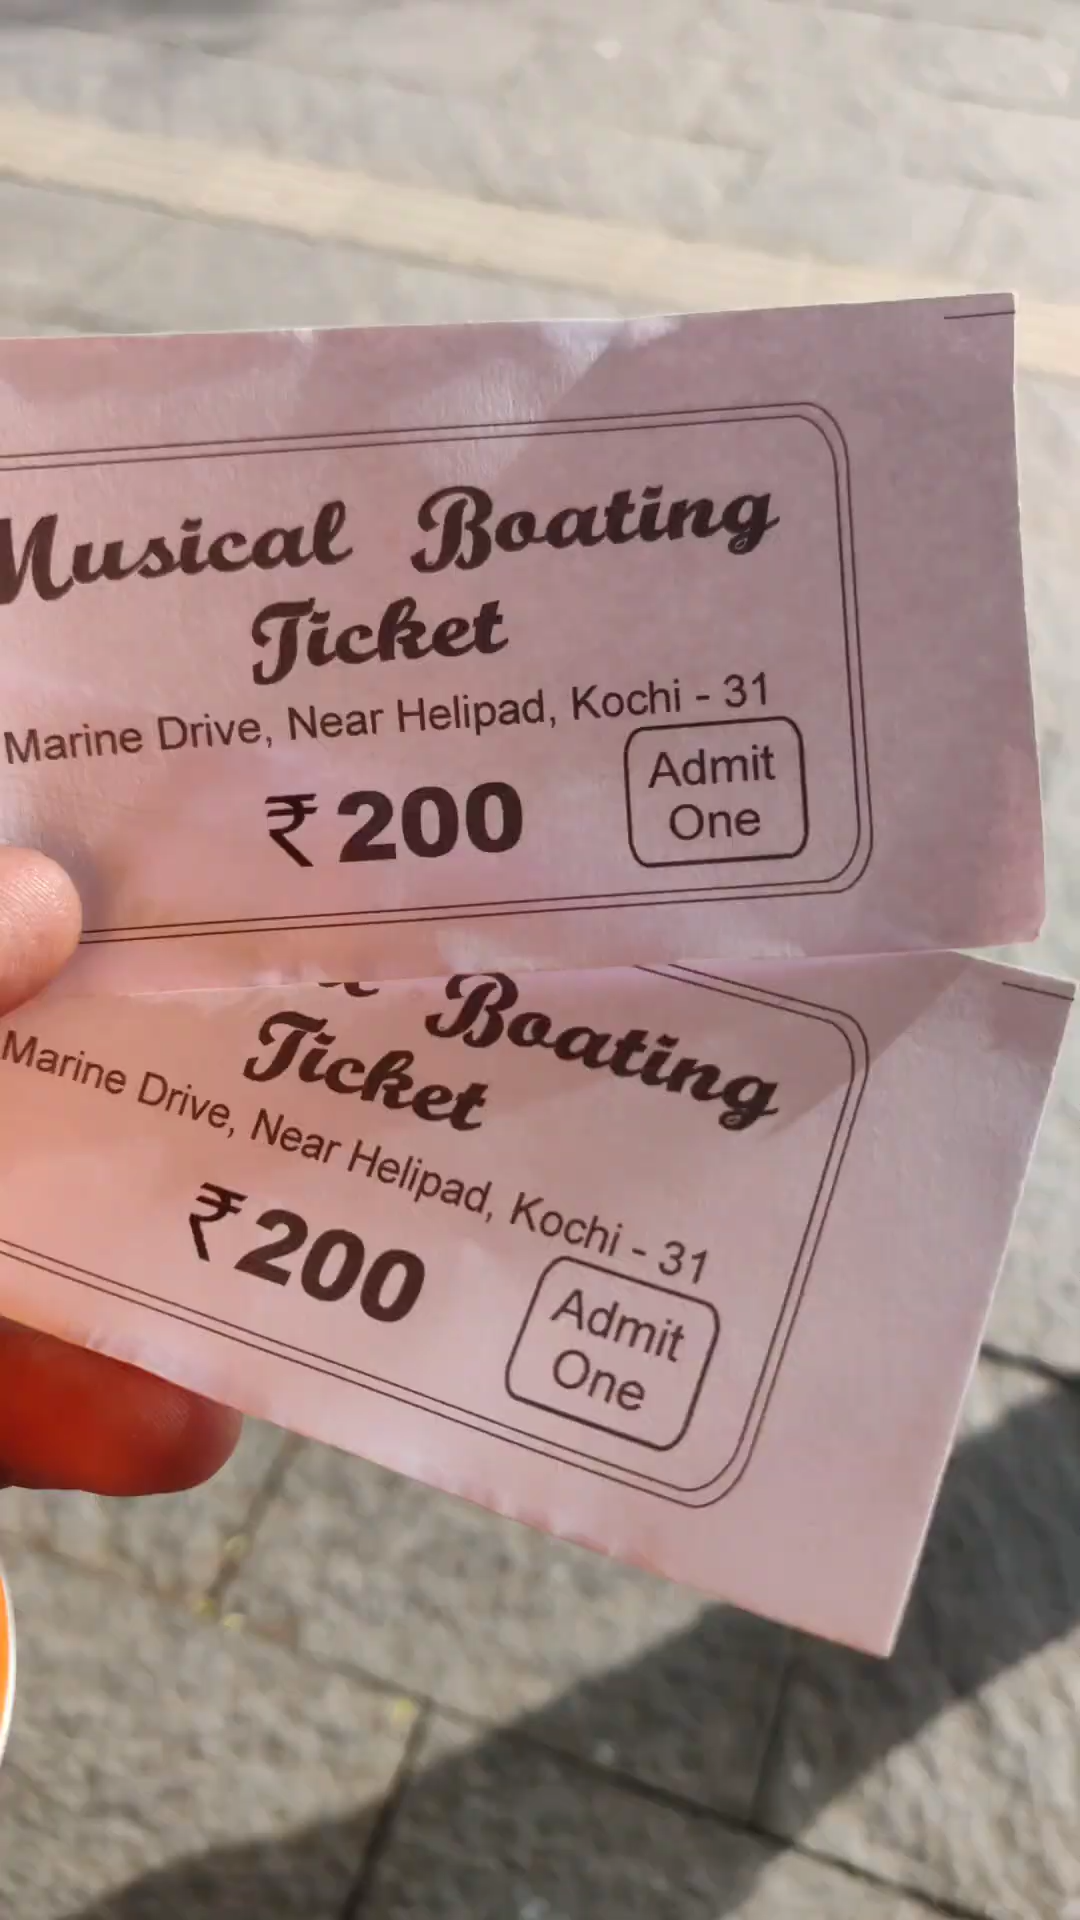 Musical Boating
Ticket
Marine Drive, Near Helipad, Kochi - 31
₹ 200
Admit
One
Boating
Ticket
Marine Drive, Near Helipad, Kochi - 31
₹ 200
Admit
One